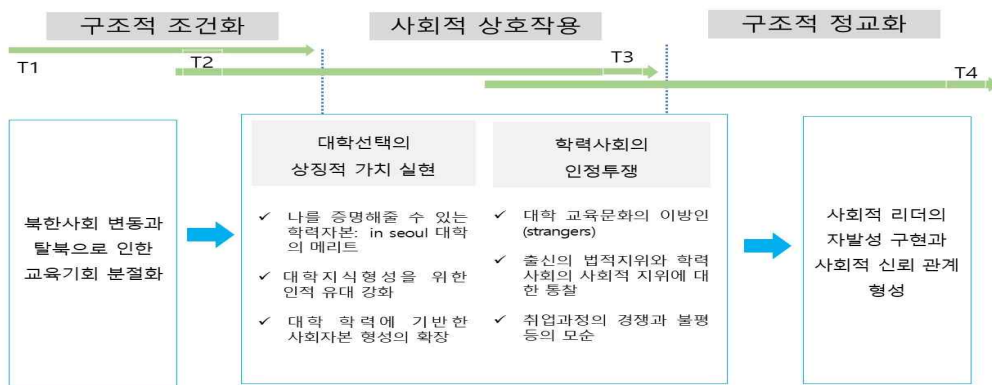 구조적 조건화
사회적 상호작용
구조적 정교화
T1
T2
T3
T4
북한사회 변동과
탈북으로 인한
교육기회 분절화
대학선택의
상징적 가치 실현
✓ 나를 증명해줄 수 있는
학력자본: in seoul 대학
의 메리트
✓ 대학지식형성을 위한
인적 유대 강화
✓ 대학 학력에 기반한
사회자본 형성의 확장
학력사회의
인정투쟁
✓ 대학 교육문화의 이방인
(strangers)
✓ 출신의 법적지위와 학력
사회의 사회적 지위에 대
한 통찰
✓ 취업과정의 경쟁과 불평
등의 모순
사회적 리더의
자발성 구현과
사회적 신뢰 관계
형성